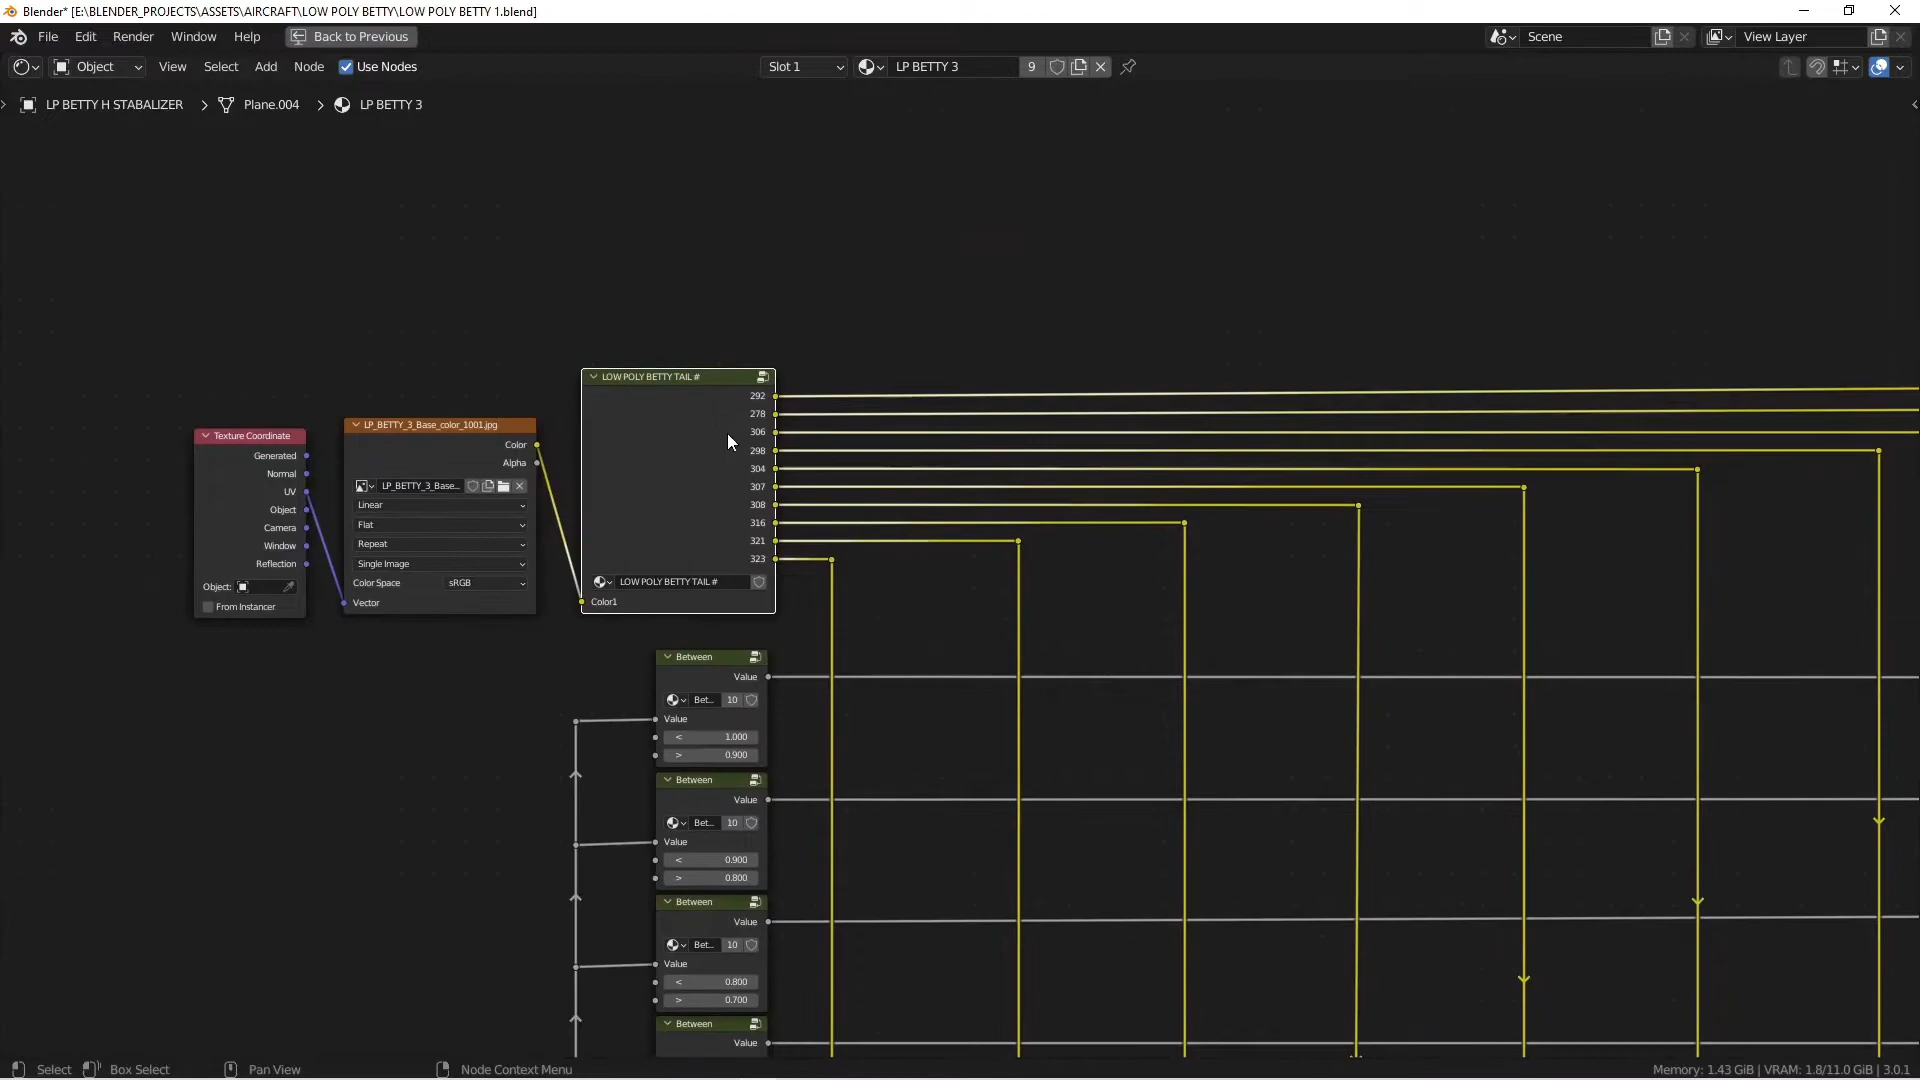 Blender* [E:\BLENDER_PROJECTS\ASSETS\AIRCRAFT\LOW POLY BETTY\LOW POLY BETTY 1.blend]
File Edit Render Window Help Back to Previous Scene View Layer
Object View Select Add Node Use Nodes Slot 1 LP BETTY 3 9
LP BETTY H STABALIZER > Plane.004 > LP BETTY 3
Texture Coordinate
Generated
Normal
UV
Object
Camera
Window
Reflection
Object:
From Instancer
LP_BETTY_3_Base_color_1001.jpg
Color
Alpha
LP_BETTY_3_Base...
Linear
Flat
Repeat
Single Image
Color Space sRGB
Vector
LOW POLY BETTY TAIL #
292
278
306
298
304
307
308
316
321
323
LOW POLY BETTY TAIL #
Color1
Between
Value
Bet... 10
Value
< 1.000
> 0.900
Between
Value
Bet... 10
Value
< 0.900
> 0.800
Between
Value
Bet... 10
Value
< 0.800
> 0.700
Between
Value
Select Box Select Pan View Node Context Menu Memory: 1.43 GiB | VRAM: 1.8/11.0 GiB | 3.0.1